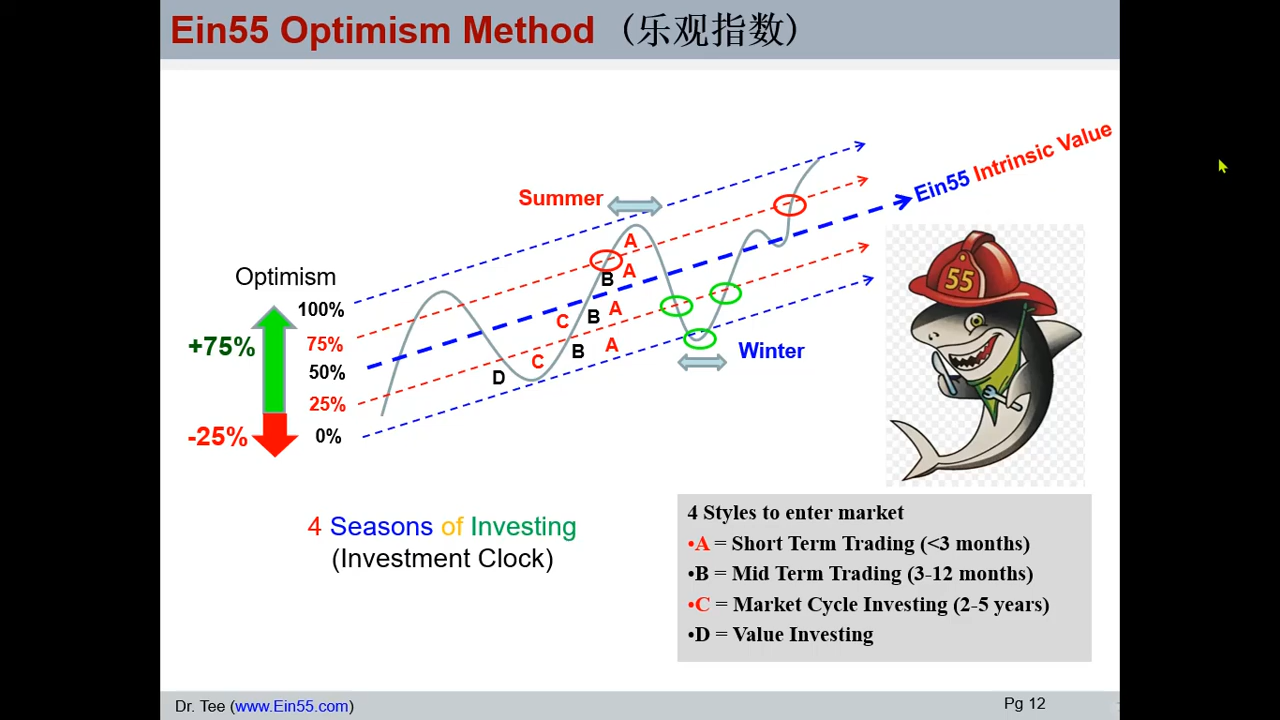 Ein55 Optimism Method (乐观指数)
Summer
Ein55 Intrinsic Value
Optimism
100%
75%
50%
25%
0%
+75%
-25%
A
A
B
A
B
C
A
B
C
D
Winter
55
4 Seasons of Investing
(Investment Clock)
4 Styles to enter market
•A = Short Term Trading (<3 months)
•B = Mid Term Trading (3-12 months)
•C = Market Cycle Investing (2-5 years)
•D = Value Investing
Dr. Tee (www.Ein55.com)
Pg 12